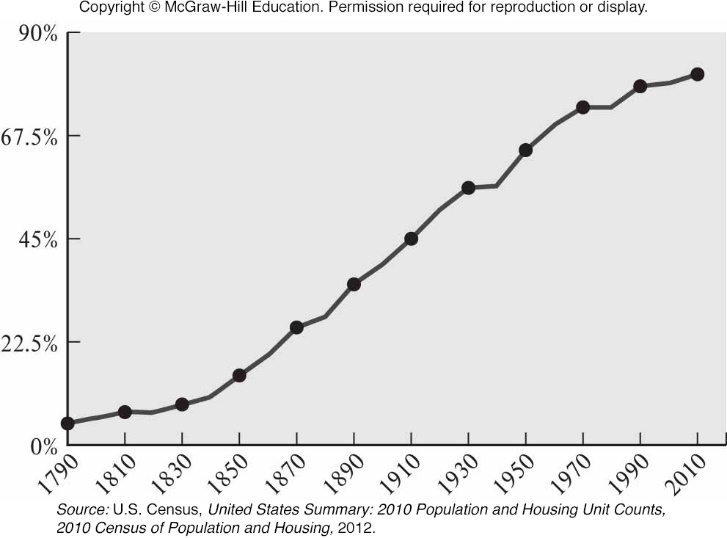 Copyright © McGraw-Hill Education. Permission required for reproduction or display.
90%
67.5%
45%
22.5%
0%
1790 1810 1830 1850 1870 1890 1910 1930 1950 1970 1990 2010
Source: U.S. Census, United States Summary: 2010 Population and Housing Unit Counts,
2010 Census of Population and Housing, 2012.